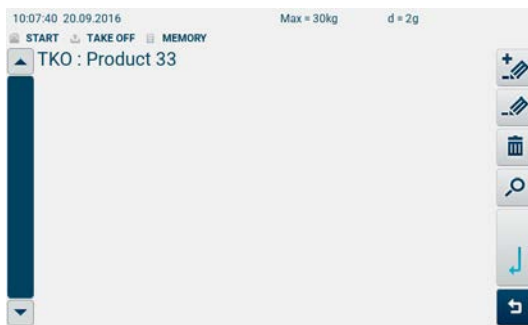 10:07:40 20.09.2016 Max = 30kg d = 2g
START TAKE OFF MEMORY
TKO : Product 33